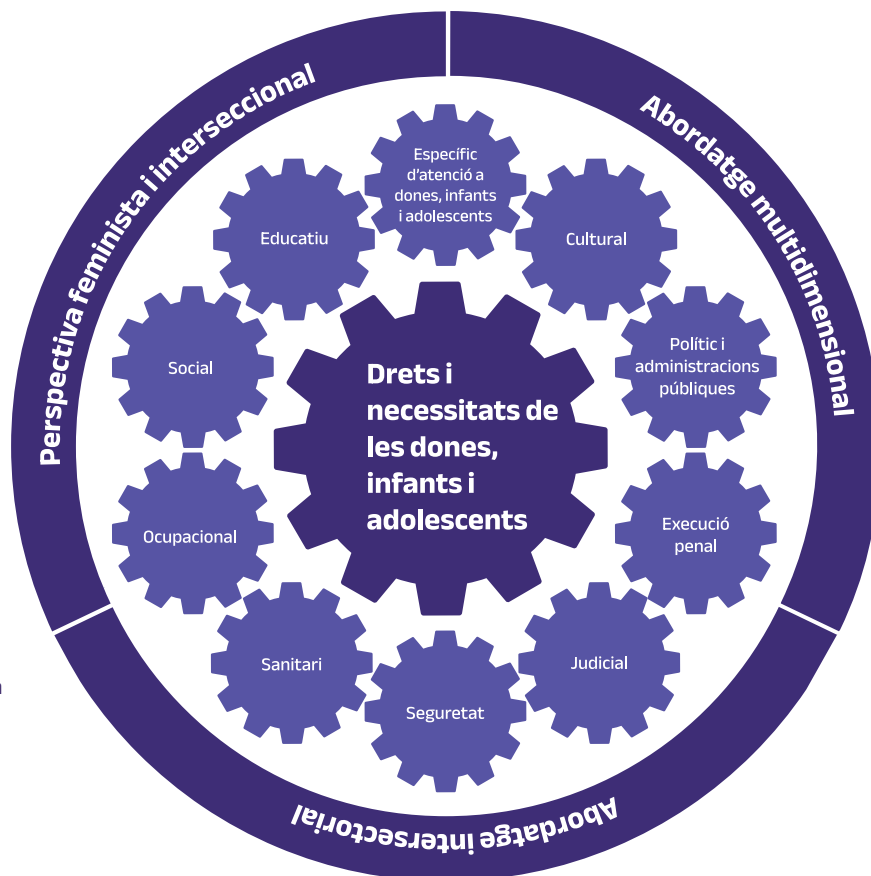 Perspectiva feminista i interseccional
Abordatge multidimensional
Específic
d'atenció a
dones, infants
i adolescents
Educatiu
Cultural
Social
Polític i
administracions
públiques
Drets i
necessitats de
les dones,
infants i
adolescents
Ocupacional
Execució
penal
Sanitari
Judicial
Seguretat
Abordatge intersectorial